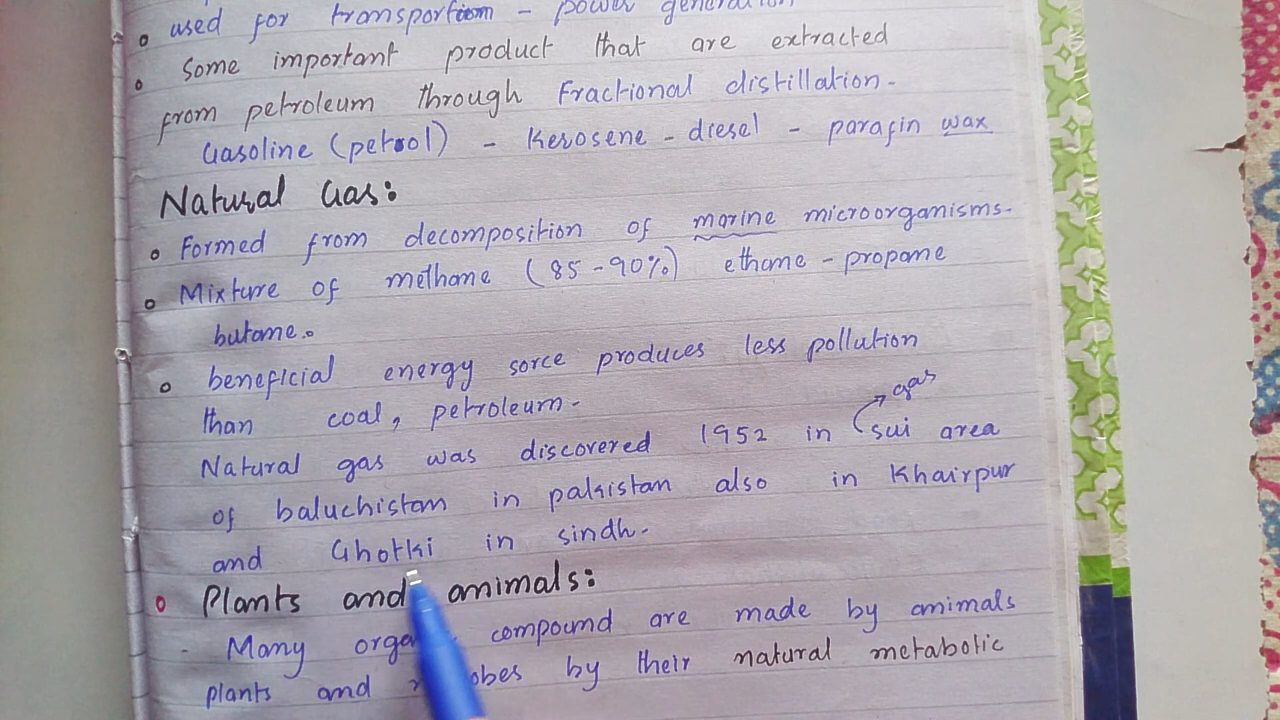 used for transportiom - power generation
Some important product that are extracted
from petroleum through Fractional distillation.
Gasoline (petrol) - Kerosene - diesel - parafin wax
Natural Gas:
Formed from decomposition of marine microorganisms.
Mixture of methane (85-90%) ethane - propane
butane.
beneficial energy sorce produces less pollution
than coal, petroleum.
gas
Natural gas was discovered 1952 in sui area
of baluchistan in pakistan also in Khairpur
and Ghotki in sindh.
Plants and animals:
Many compound are made by animals
plants and by their natural metabolic